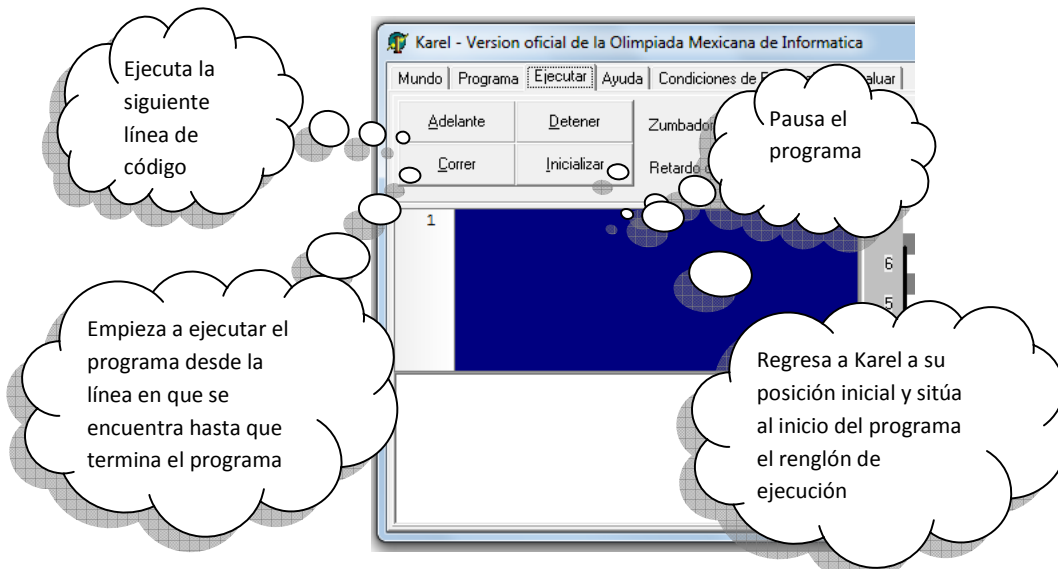 Karel - Version oficial de la Olimpiada Mexicana de Informatica
Mundo
Programa
Ejecutar
Ayuda
Condiciones de
Adelante
Detener
Correr
Inicializar
Zumbador
Retardo
1
6
5
Ejecuta la
siguiente
línea de
código
Pausa el
programa
Empieza a ejecutar el
programa desde la
línea en que se
encuentra hasta que
termina el programa
Regresa a Karel a su
posición inicial y sitúa
al inicio del programa
el renglón de
ejecución